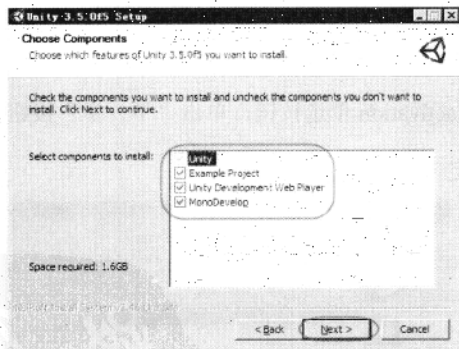 Unity 3.5.0f5 Setup
Choose Components
Choose which features of Unity 3.5.0f5 you want to install.
Check the components you want to install and uncheck the components you don't want to
install. Click Next to continue.
Select components to install:
Unity
Example Project
Unity Development Web Player
MonoDevelop
Space required: 1.6GB
< Back
Next >
Cancel